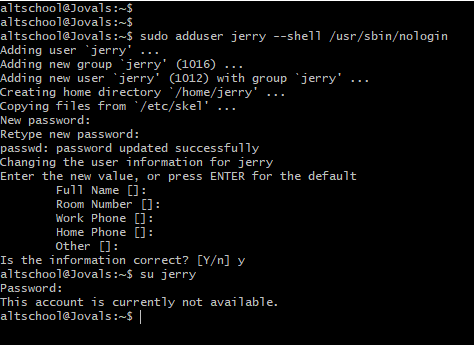 altschool@Jovals:~$
altschool@Jovals:~$
altschool@Jovals:~$ sudo adduser jerry --shell /usr/sbin/nologin
Adding user `jerry' ...
Adding new group `jerry' (1016) ...
Adding new user `jerry' (1012) with group `jerry' ...
Creating home directory `/home/jerry' ...
Copying files from `/etc/skel' ...
New password:
Retype new password:
passwd: password updated successfully
Changing the user information for jerry
Enter the new value, or press ENTER for the default
        Full Name []:
        Room Number []:
        Work Phone []:
        Home Phone []:
        Other []:
Is the information correct? [Y/n] y
altschool@Jovals:~$ su jerry
Password:
This account is currently not available.
altschool@Jovals:~$